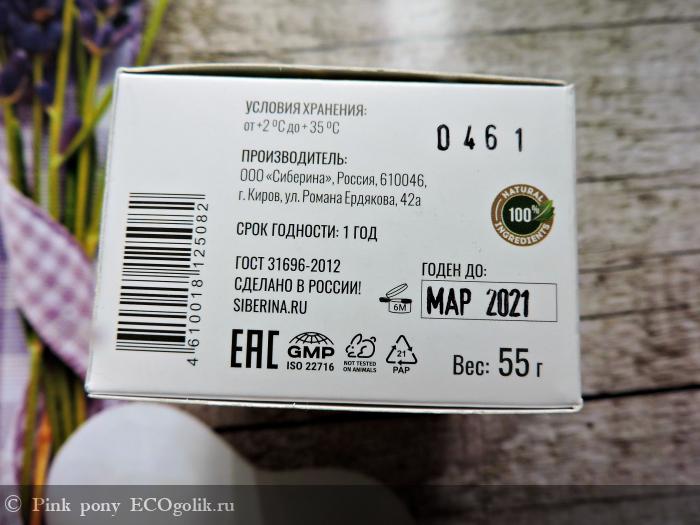 УСЛОВИЯ ХРАНЕНИЯ:
от +2 ºС до + 35 ºС
0461
ПРОИЗВОДИТЕЛЬ:
ООО «Сиберина», Россия, 610046,
г. Киров, ул. Романа Ердякова, 42а
NATURAL
100%
INGREDIENTS
СРОК ГОДНОСТИ: 1 ГОД
ГОСТ 31696-2012
СДЕЛАНО В РОССИИ!
SIBERINA.RU
ГОДЕН ДО:
6M
МАР 2021
4 610018 125082
EAC
GMP
ISO 22716
NOT TESTED
ON ANIMALS
21
PAP
Вес: 55 г
© Pink pony ECOgolik.ru